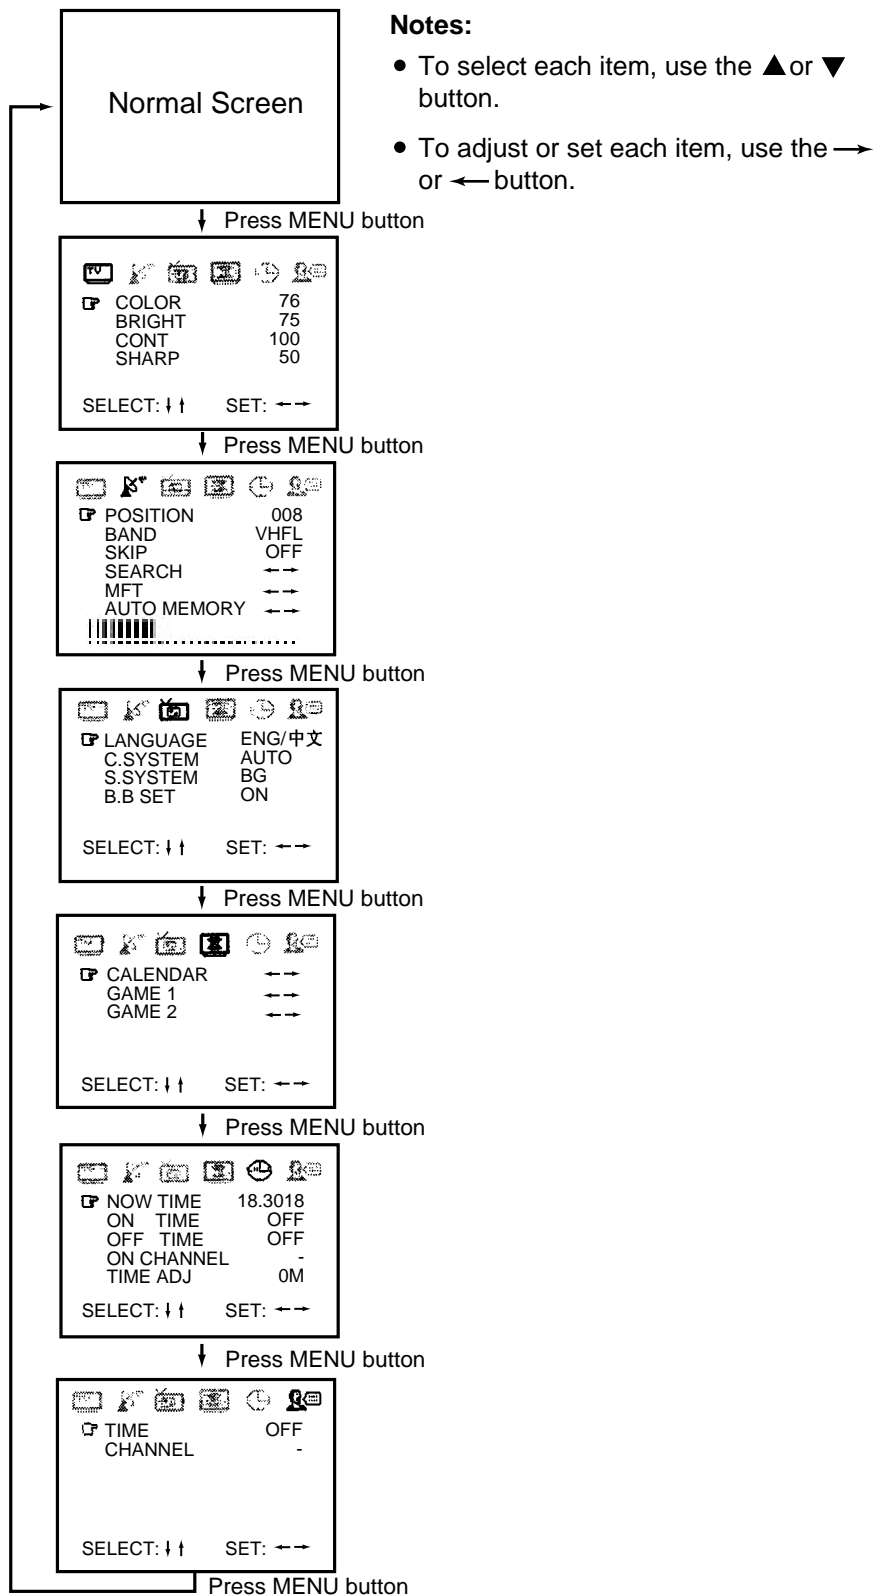 Notes:
• To select each item, use the ▲ or ▼
button.
• To adjust or set each item, use the →
or ← button.
Normal Screen
Press MENU button
TV
COLOR 76
BRIGHT 75
CONT 100
SHARP 50
SELECT: ↓ ↑ SET: ← →
Press MENU button
POSITION 008
BAND VHFL
SKIP OFF
SEARCH ← →
MFT ← →
AUTO MEMORY ← →
Press MENU button
LANGUAGE ENG/中文
C.SYSTEM AUTO
S.SYSTEM BG
B.B SET ON
SELECT: ↓ ↑ SET: ← →
Press MENU button
CALENDAR ← →
GAME 1 ← →
GAME 2 ← →
SELECT: ↓ ↑ SET: ← →
Press MENU button
NOW TIME 18.3018
ON TIME OFF
OFF TIME OFF
ON CHANNEL -
TIME ADJ 0M
SELECT: ↓ ↑ SET: ← →
Press MENU button
TIME OFF
CHANNEL -
SELECT: ↓ ↑ SET: ← →
Press MENU button